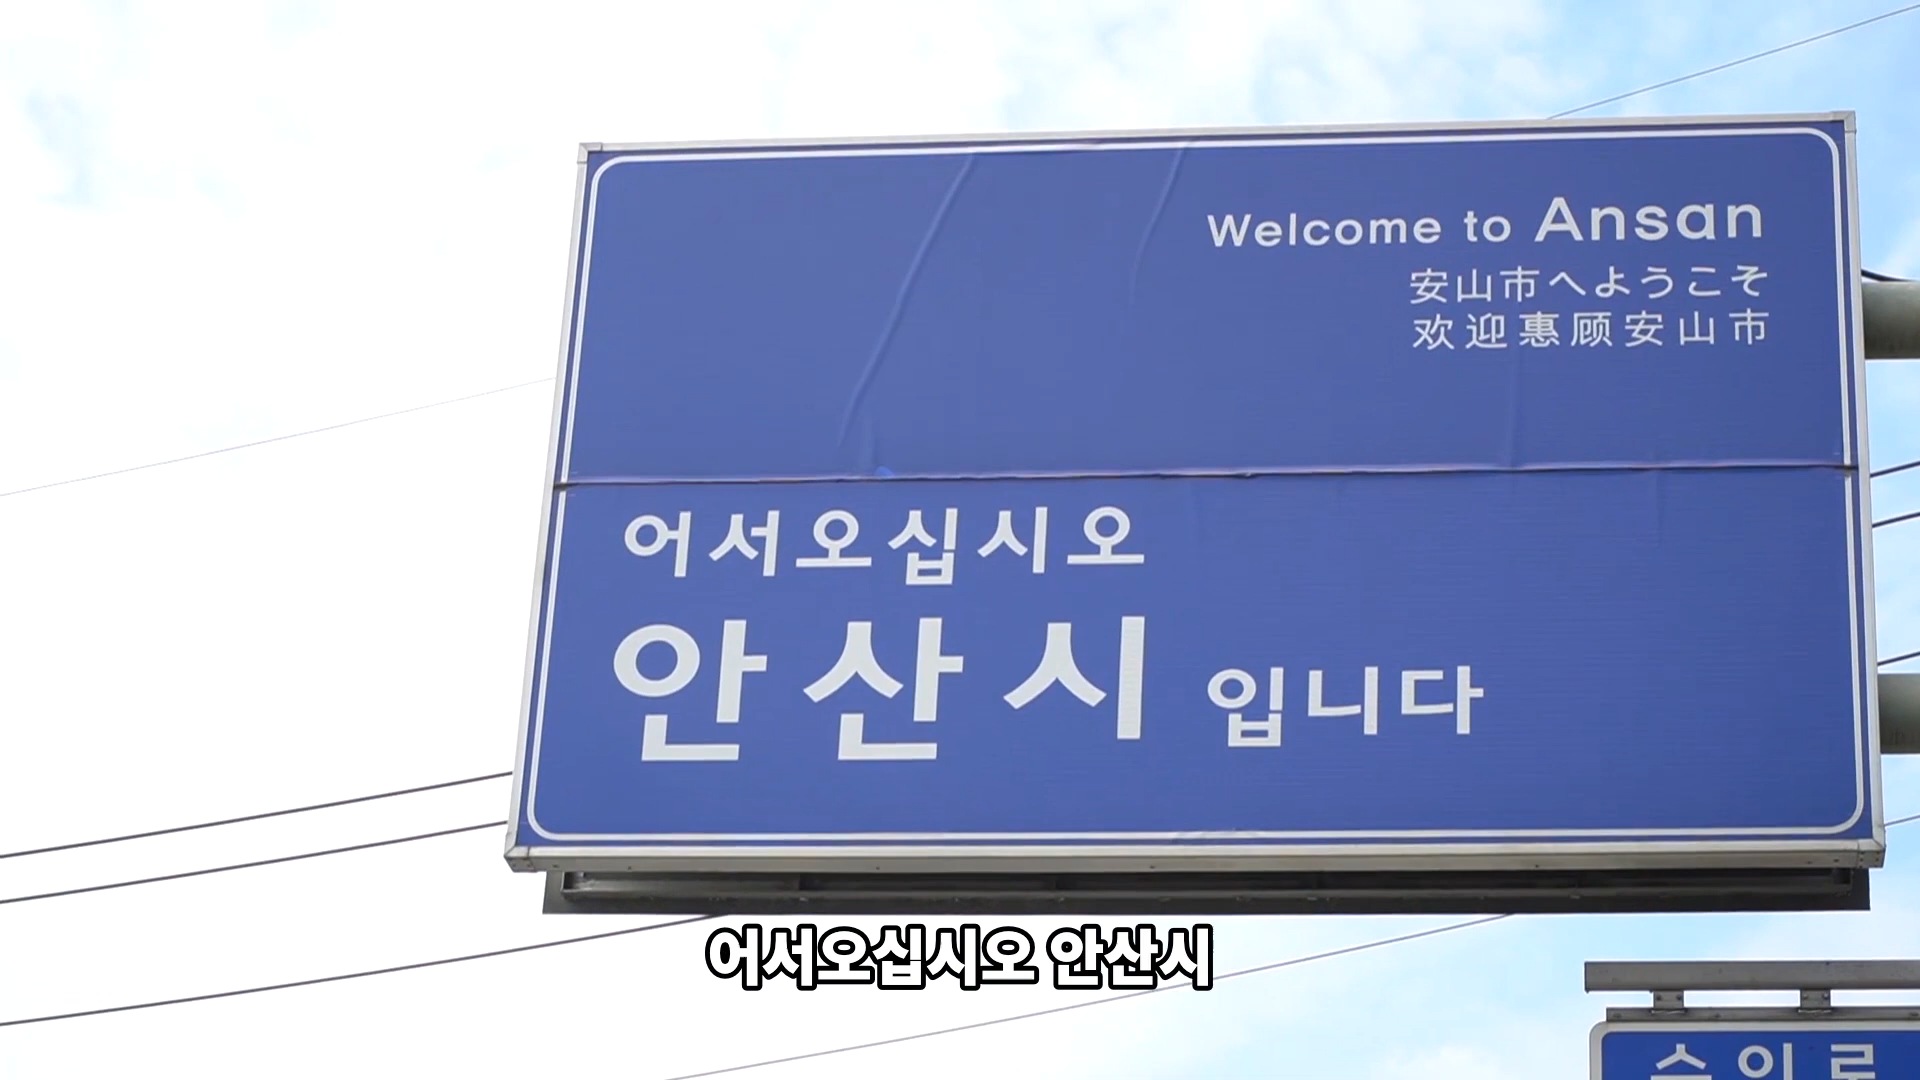 Welcome to Ansan
安山市へようこそ
欢迎惠顾安山市
어서오십시오
안산시 입니다
어서오십시오 안산시
수인로